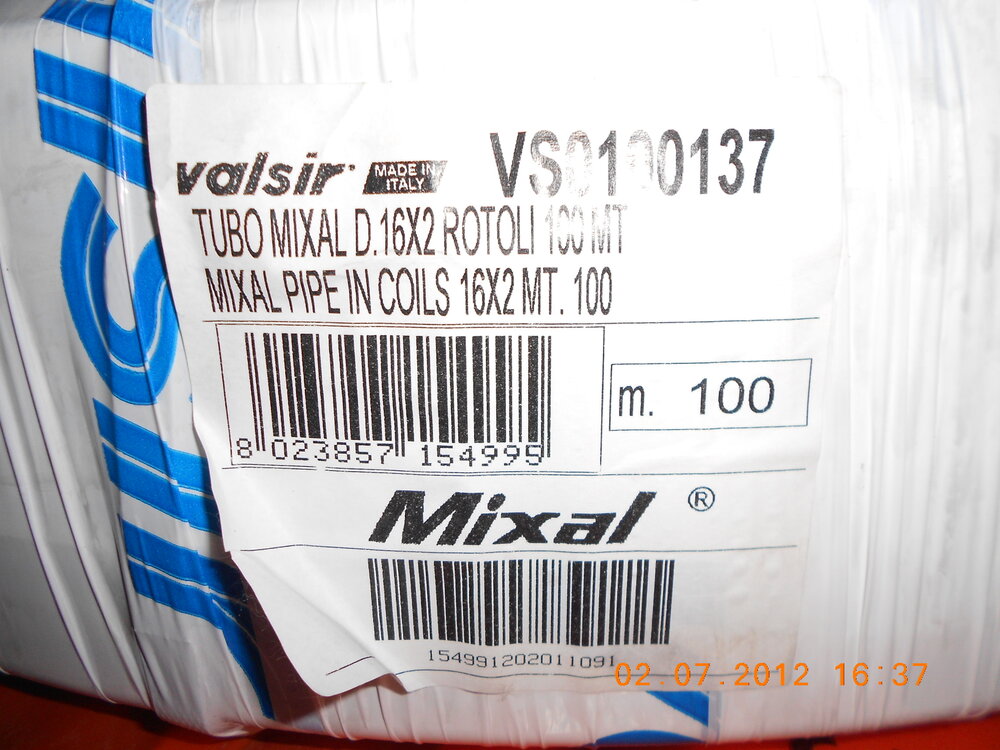 valsir MADE IN ITALY VS0100137
TUBO MIXAL D.16X2 ROTOLI 100 MT
MIXAL PIPE IN COILS 16X2 MT. 100
m. 100
8 023857 154995
Mixal ®
154991202011091
02.07.2012 16:37